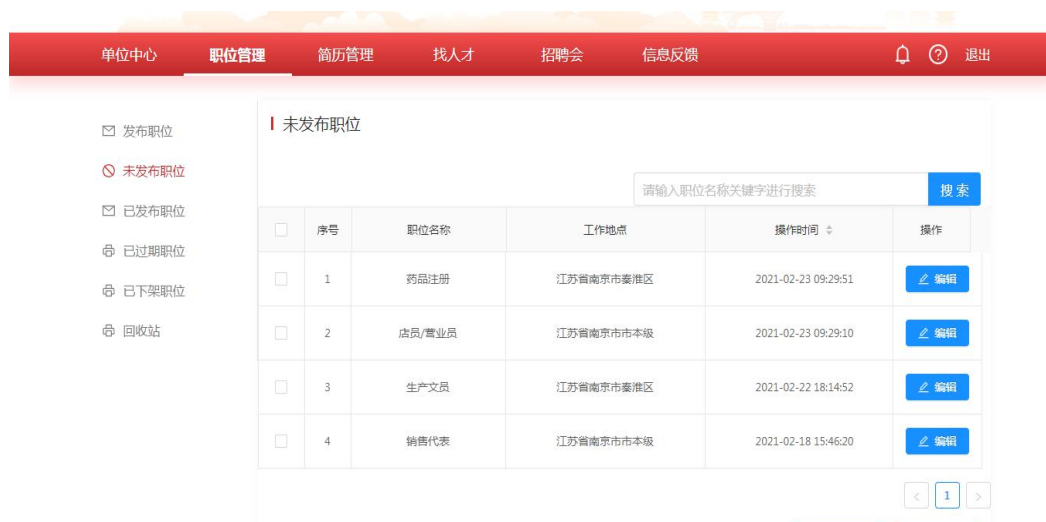 单位中心 职位管理 简历管理 找人才 招聘会 信息反馈 退出
发布职位
未发布职位
已发布职位
已过期职位
已下架职位
回收站
未发布职位
请输入职位名称关键字进行搜索 搜索
序号 职位名称 工作地点 操作时间 操作
1 药品注册 江苏省南京市秦淮区 2021-02-23 09:29:51 编辑
2 店员/营业员 江苏省南京市市本级 2021-02-23 09:29:10 编辑
3 生产文员 江苏省南京市秦淮区 2021-02-22 18:14:52 编辑
4 销售代表 江苏省南京市市本级 2021-02-18 15:46:20 编辑
< 1 >